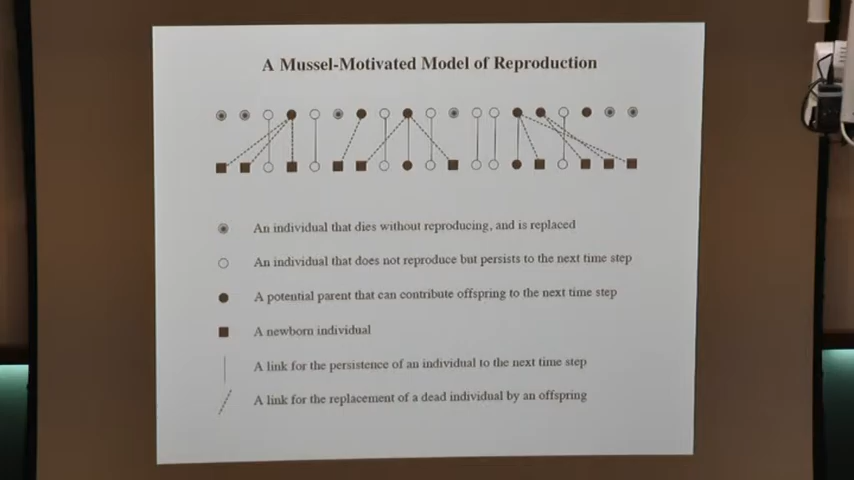 A Mussel-Motivated Model of Reproduction
An individual that dies without reproducing, and is replaced
An individual that does not reproduce but persists to the next time step
A potential parent that can contribute offspring to the next time step
A newborn individual
A link for the persistence of an individual to the next time step
A link for the replacement of a dead individual by an offspring